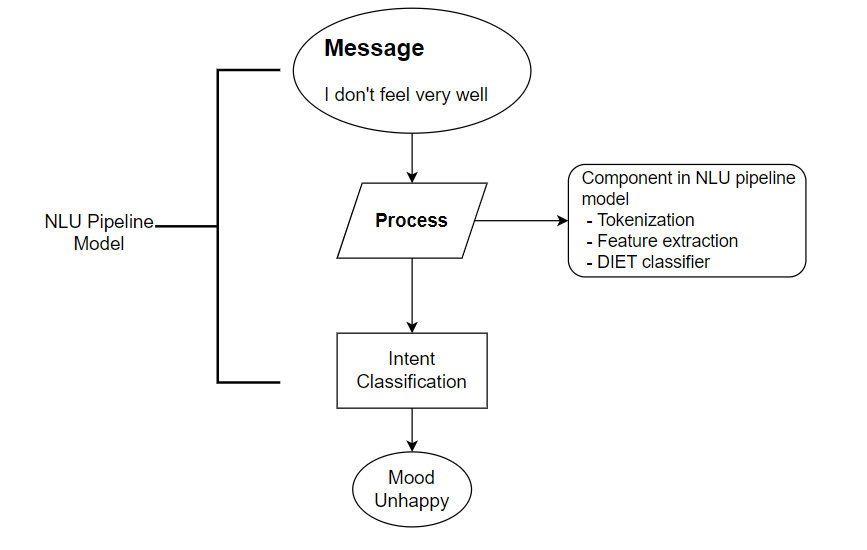 Message
I don't feel very well
NLU Pipeline
Model
Process
Component in NLU pipeline
model
- Tokenization
- Feature extraction
- DIET classifier
Intent
Classification
Mood
Unhappy